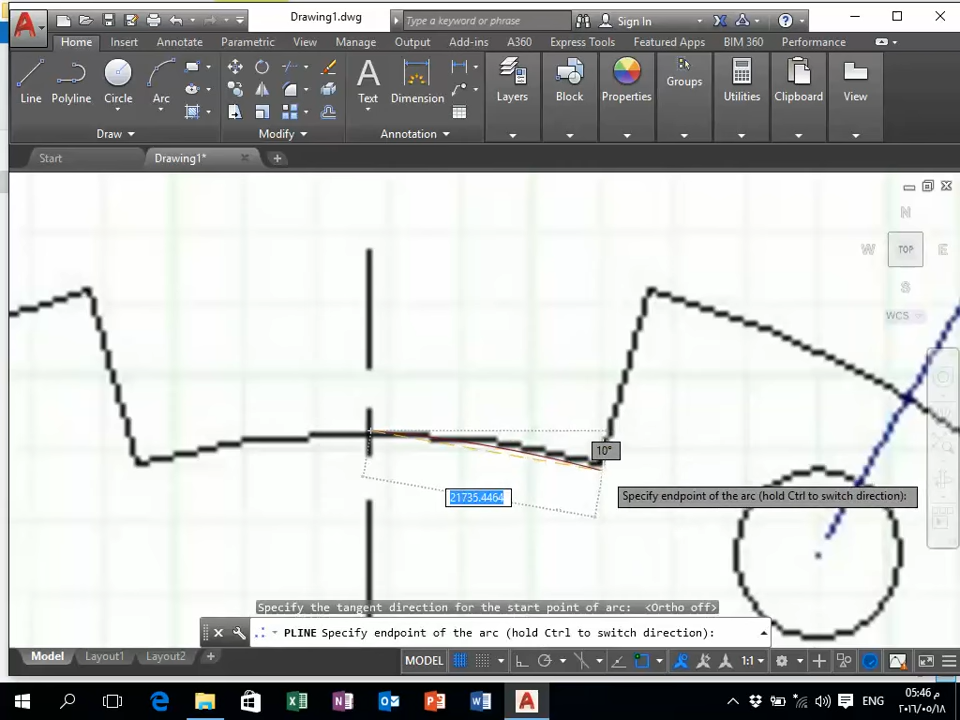 Drawing1.dwg
Type a keyword or phrase
Sign In
Home Insert Annotate Parametric View Manage Output Add-ins A360 Express Tools Featured Apps BIM 360 Performance
Line Polyline Circle Arc Text Dimension Layers Block Properties Groups Utilities Clipboard View
Draw Modify Annotation
Start Drawing1*
N
W TOP E
S
WCS
10°
21735.4464
Specify endpoint of the arc (hold Ctrl to switch direction):
Specify the tangent direction for the start point of arc: <Ortho off>
PLINE Specify endpoint of the arc (hold Ctrl to switch direction):
Model Layout1 Layout2 MODEL 1:1
ENG
05:46 م
٢٠١٦/٠٥/١٨